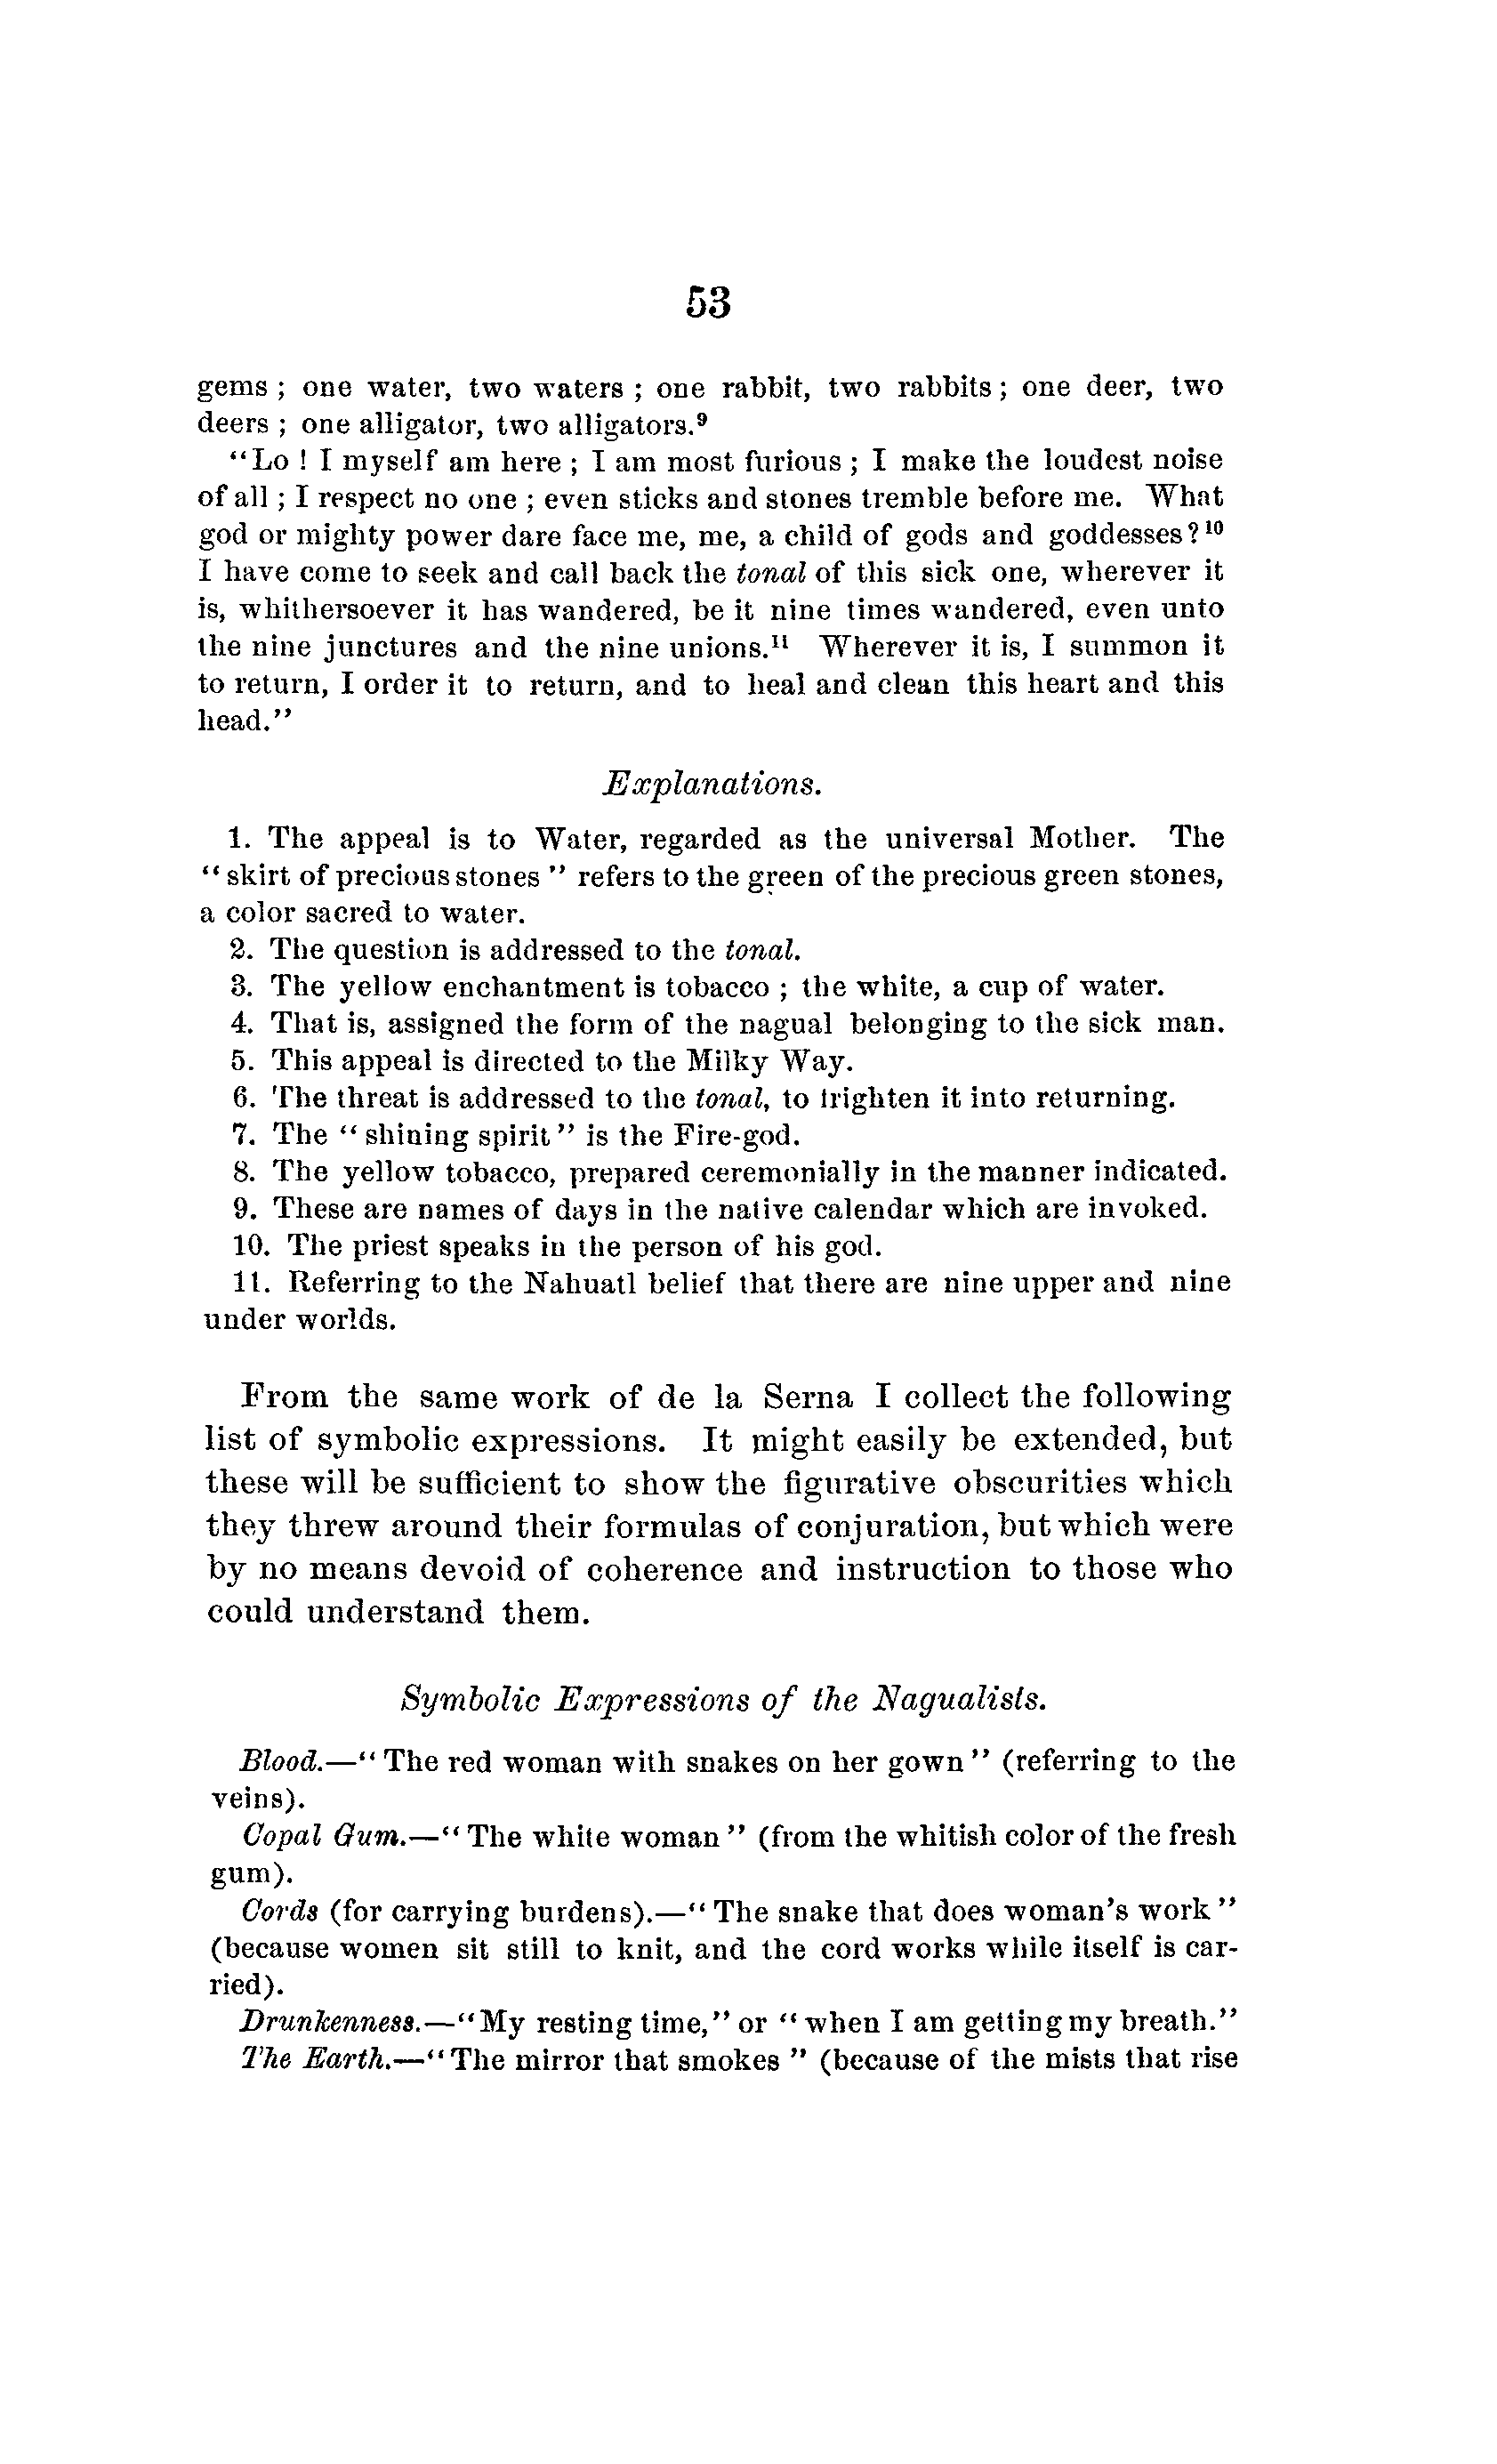 53
gems ; one water, two waters ; one rabbit, two rabbits ; one deer, two
deers ; one alligator, two alligators.⁹
"Lo ! I myself am here ; I am most furious ; I make the loudest noise
of all ; I respect no one ; even sticks and stones tremble before me. What
god or mighty power dare face me, me, a child of gods and goddesses?¹⁰
I have come to seek and call back the tonal of this sick one, wherever it
is, whithersoever it has wandered, be it nine times wandered, even unto
the nine junctures and the nine unions.¹¹ Wherever it is, I summon it
to return, I order it to return, and to heal and clean this heart and this
head."
Explanations.
1. The appeal is to Water, regarded as the universal Mother. The
"skirt of precious stones" refers to the green of the precious green stones,
a color sacred to water.
2. The question is addressed to the tonal.
3. The yellow enchantment is tobacco ; the white, a cup of water.
4. That is, assigned the form of the nagual belonging to the sick man.
5. This appeal is directed to the Milky Way.
6. The threat is addressed to the tonal, to frighten it into returning.
7. The "shining spirit" is the Fire-god.
8. The yellow tobacco, prepared ceremonially in the manner indicated.
9. These are names of days in the native calendar which are invoked.
10. The priest speaks in the person of his god.
11. Referring to the Nahuatl belief that there are nine upper and nine
under worlds.
From the same work of de la Serna I collect the following
list of symbolic expressions. It might easily be extended, but
these will be sufficient to show the figurative obscurities which
they threw around their formulas of conjuration, but which were
by no means devoid of coherence and instruction to those who
could understand them.
Symbolic Expressions of the Nagualists.
Blood.—"The red woman with snakes on her gown" (referring to the
veins).
Copal Gum.—"The white woman" (from the whitish color of the fresh
gum).
Cords (for carrying burdens).—"The snake that does woman's work"
(because women sit still to knit, and the cord works while itself is car-
ried).
Drunkenness.—"My resting time," or "when I am getting my breath."
The Earth.—"The mirror that smokes" (because of the mists that rise